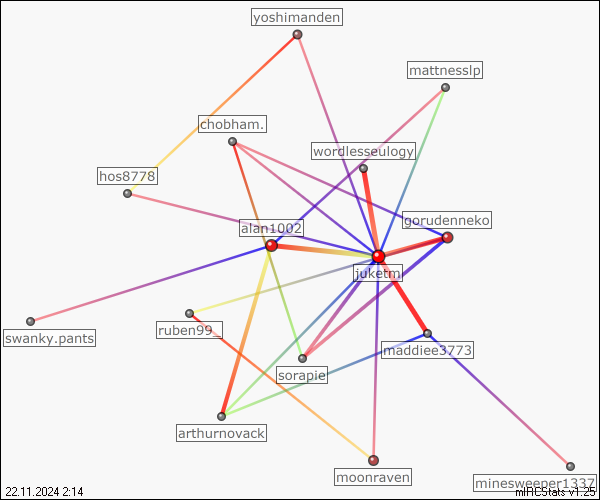 yoshimanden
mattnesslp
chobham.
wordlesseulogy
hos8778
gorudenneko
alan1002
juketm
ruben99_
swanky.pants
maddiee3773
sorapie
arthurnovack
moonraven
minesweeper1337
22.11.2024 2:14
mIRCStats v1.25